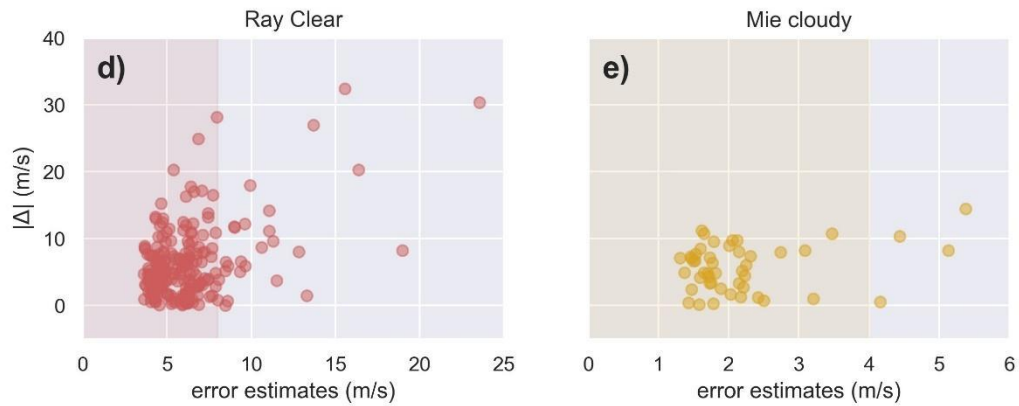 Ray Clear
Mie cloudy
d)
e)
|Δ| (m/s)
40
30
20
10
0
0 5 10 15 20 25
0 1 2 3 4 5 6
error estimates (m/s)
error estimates (m/s)